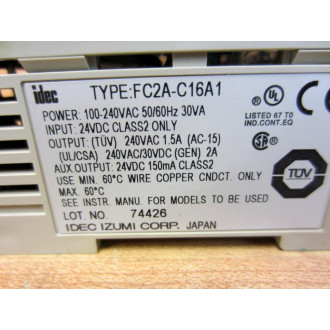 idec
TYPE:FC2A-C16A1
POWER: 100-240VAC 50/60Hz 30VA
INPUT: 24VDC CLASS2 ONLY
OUTPUT: (TÜV) 240VAC 1.5A (AC-15)
(UL/CSA) 240VAC/30VDC (GEN) 2A
AUX.OUTPUT: 24VDC 150mA CLASS2
USE MIN. 60°C WIRE COPPER CNDCT. ONLY
MAX. 60°C
SEE INSTR. MANU. FOR MODELS TO BE USED
LOT NO. 74426
IDEC IZUMI CORP. JAPAN
UL
LISTED 67 T0
IND.CONT.EQ
TÜV